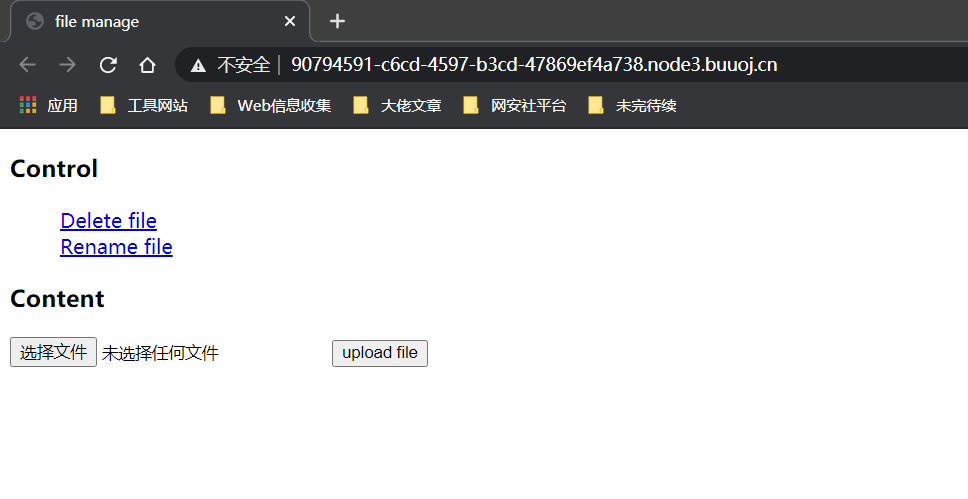 file manage
不安全 90794591-c6cd-4597-b3cd-47869ef4a738.node3.buuoj.cn
应用 工具网站 Web信息收集 大佬文章 网安社平台 未完待续
Control
Delete file
Rename file
Content
选择文件 未选择任何文件 upload file